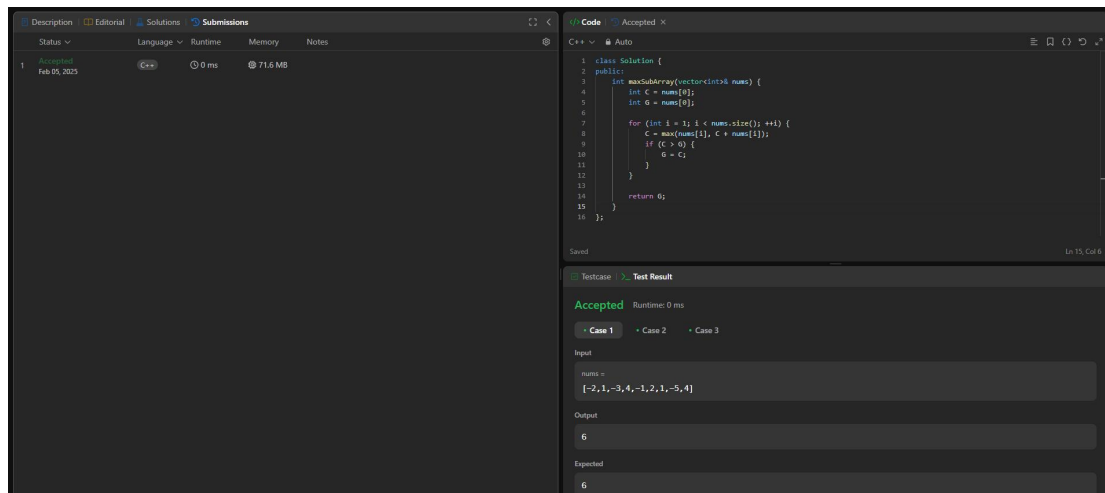 Description
Editorial
Solutions
Submissions
Status
Language
Runtime
Memory
Notes
1
Accepted
Feb 05, 2025
C++
0 ms
71.6 MB
</> Code
Accepted ×
C++
Auto
1 class Solution {
2 public:
3 int maxSubArray(vector<int>& nums) {
4 int C = nums[0];
5 int G = nums[0];
6
7 for (int i = 1; i < nums.size(); ++i) {
8 C = max(nums[i], C + nums[i]);
9 if (C > G) {
10 G = C;
11 }
12 }
13
14 return G;
15 }
16 };
Saved
Ln 15, Col 6
Testcase
>_ Test Result
Accepted Runtime: 0 ms
• Case 1 • Case 2 • Case 3
Input
nums =
[-2,1,-3,4,-1,2,1,-5,4]
Output
6
Expected
6